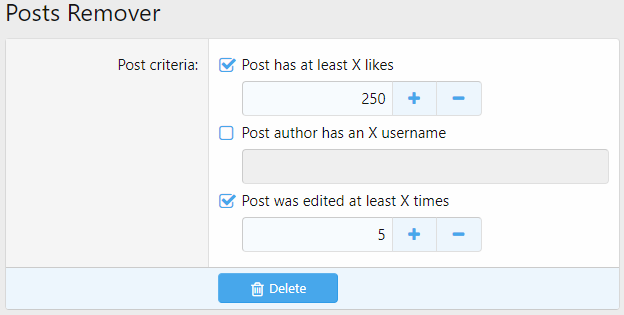 Posts Remover
Post criteria:
Post has at least X likes
250
Post author has an X username
Post was edited at least X times
5
Delete